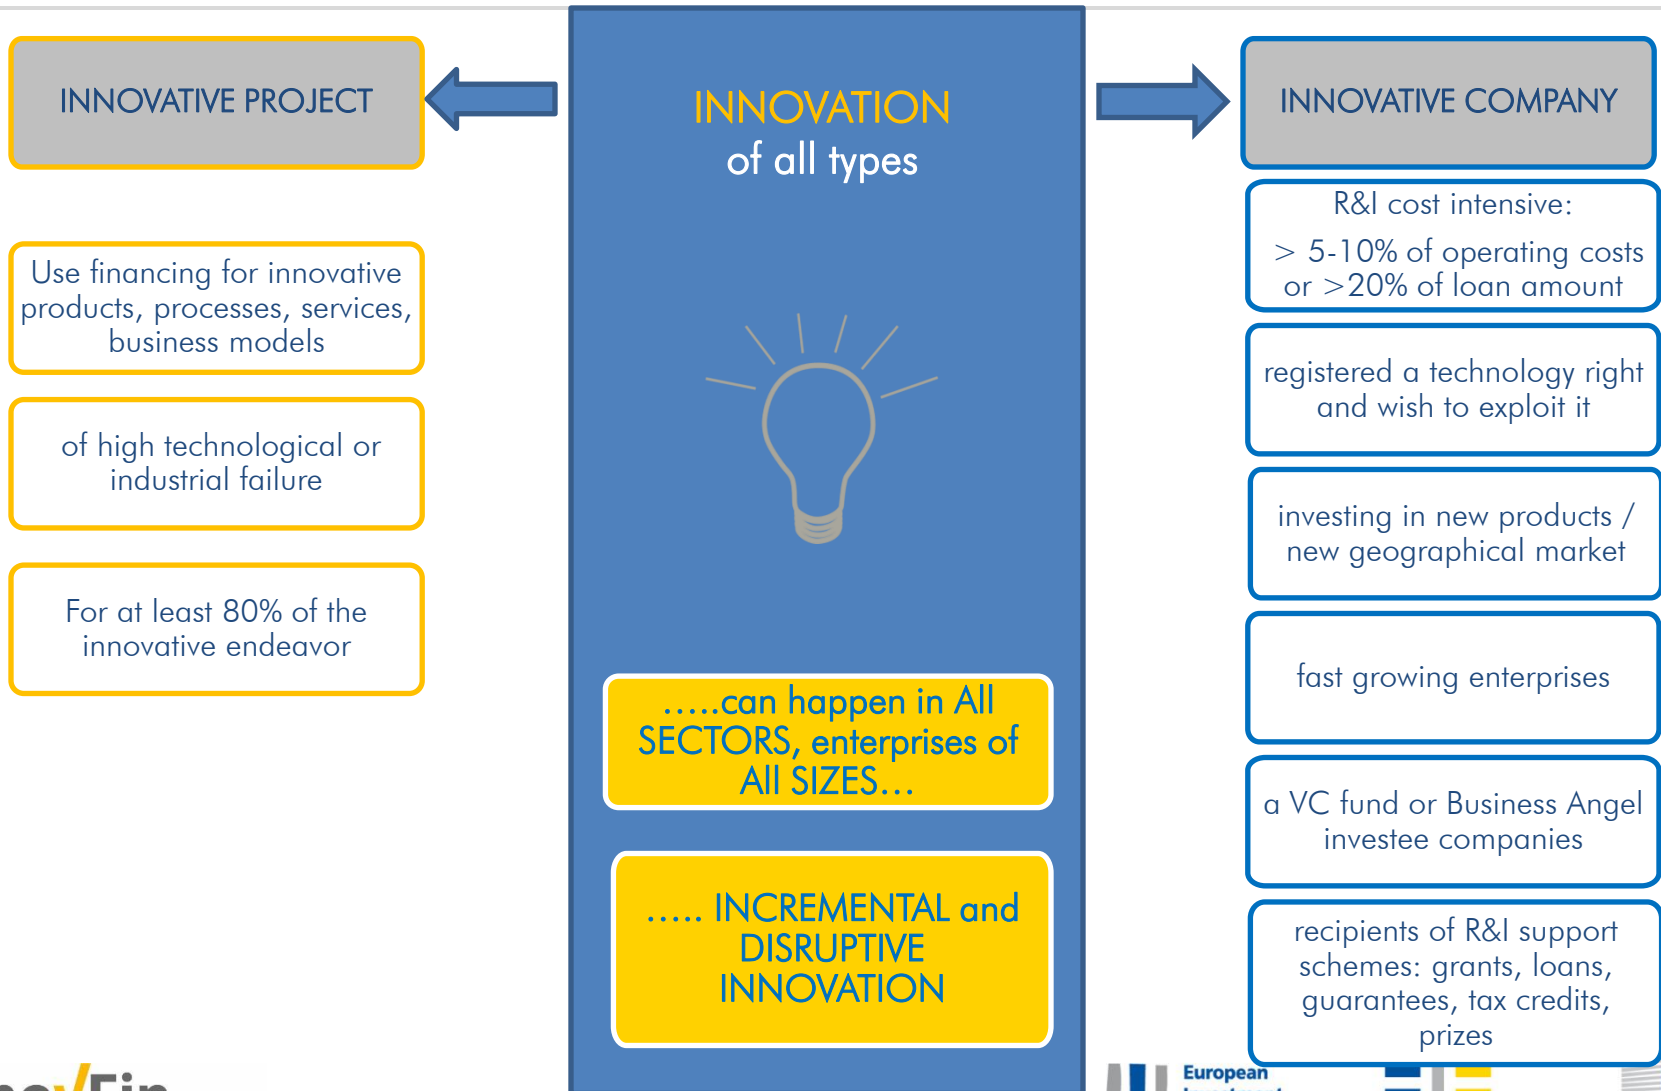 INNOVATIVE PROJECT
Use financing for innovative
products, processes, services,
business models
of high technological or
industrial failure
For at least 80% of the
innovative endeavor
INNOVATION
of all types
.....can happen in All
SECTORS, enterprises of
All SIZES...
..... INCREMENTAL and
DISRUPTIVE
INNOVATION
INNOVATIVE COMPANY
R&I cost intensive:
> 5-10% of operating costs
or >20% of loan amount
registered a technology right
and wish to exploit it
investing in new products /
new geographical market
fast growing enterprises
a VC fund or Business Angel
investee companies
recipients of R&I support
schemes: grants, loans,
guarantees, tax credits,
prizes
European